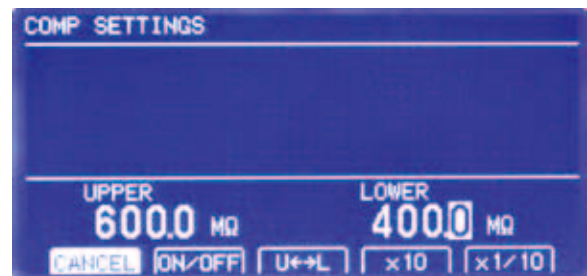 COMP SETTINGS
UPPER LOWER
600.0 MΩ 400.0 MΩ
CANCEL ON/OFF U↔L ×10 ×1/10